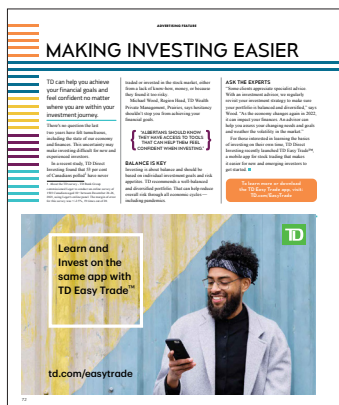 ADVERTISING FEATURE
MAKING INVESTING EASIER
TD can help you achieve
your financial goals and
feel confident no matter
where you are within your
investment journey.
There's no question the last
two years have felt tumultuous,
including the state of our economy
and finances. This uncertainty may
make investing difficult for new and
experienced investors.
In a recent study, TD Direct
Investing found that 53 per cent
of Canadians polled¹ have never
traded or invested in the stock market, either
from a lack of know-how, money, or because
they found it too risky.
Michael Wood, Region Head, TD Wealth
Private Management, Prairies, says hesitancy
shouldn't stop you from achieving your
financial goals.
"ALBERTANS SHOULD KNOW
THEY HAVE ACCESS TO TOOLS
THAT CAN HELP THEM FEEL
CONFIDENT WHEN INVESTING"
BALANCE IS KEY
Investing is about balance and should be
based on individual investment goals and risk
appetites. TD recommends a well-balanced
and diversified portfolio. That can help reduce
overall risk through all economic cycles—
including pandemics.
ASK THE EXPERTS
"Some clients appreciate specialist advice.
With an investment advisor, we regularly
revisit your investment strategy to make sure
your portfolio is balanced and diversified," says
Wood. "As the economy changes again in 2022,
it can impact your finances. An advisor can
help you assess your changing needs and goals
and weather the volatility in the market."
For those interested in learning the basics
of investing on their own time, TD Direct
Investing recently launched TD Easy Trade™,
a mobile app for stock trading that makes
it easier for new and emerging investors to
get started.
To learn more or download
the TD Easy Trade app, visit:
TD.com/EasyTrade
TD
Learn and
Invest on the
same app with
TD Easy Trade™
td.com/easytrade
72